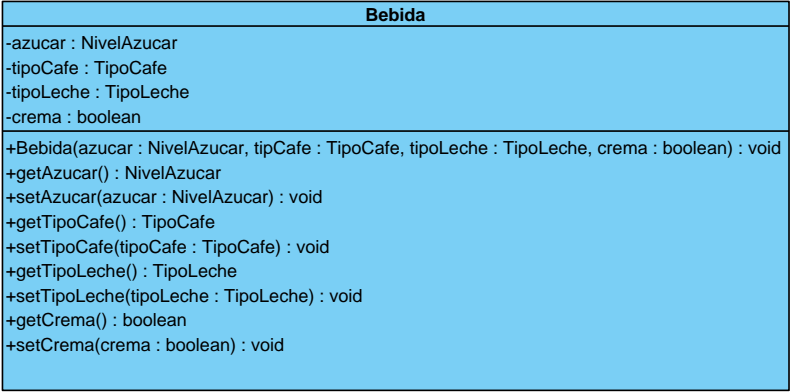 Bebida
-azucar : NivelAzucar
-tipoCafe : TipoCafe
-tipoLeche : TipoLeche
-crema : boolean
+Bebida(azucar : NivelAzucar, tipCafe : TipoCafe, tipoLeche : TipoLeche, crema : boolean) : void
+getAzucar() : NivelAzucar
+setAzucar(azucar : NivelAzucar) : void
+getTipoCafe() : TipoCafe
+setTipoCafe(tipoCafe : TipoCafe) : void
+getTipoLeche() : TipoLeche
+setTipoLeche(tipoLeche : TipoLeche) : void
+getCrema() : boolean
+setCrema(crema : boolean) : void